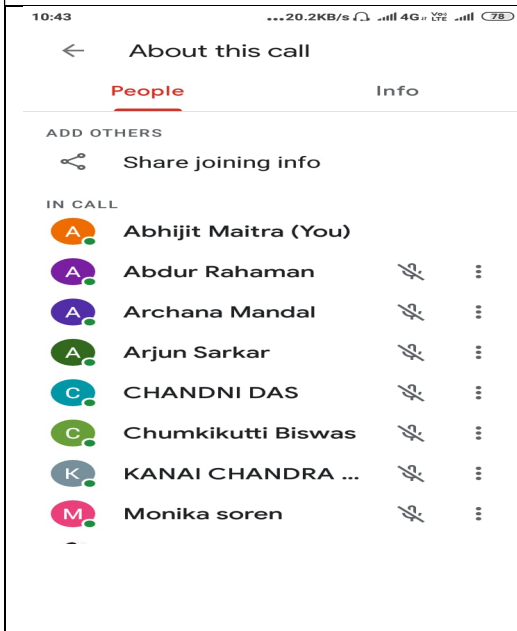 10:43 ...20.2KB/s 4G Vo) LTE 78
About this call
People Info
ADD OTHERS
Share joining info
IN CALL
A Abhijit Maitra (You)
A Abdur Rahaman
A Archana Mandal
A Arjun Sarkar
C CHANDNI DAS
C Chumkikutti Biswas
K KANAI CHANDRA ...
M Monika soren